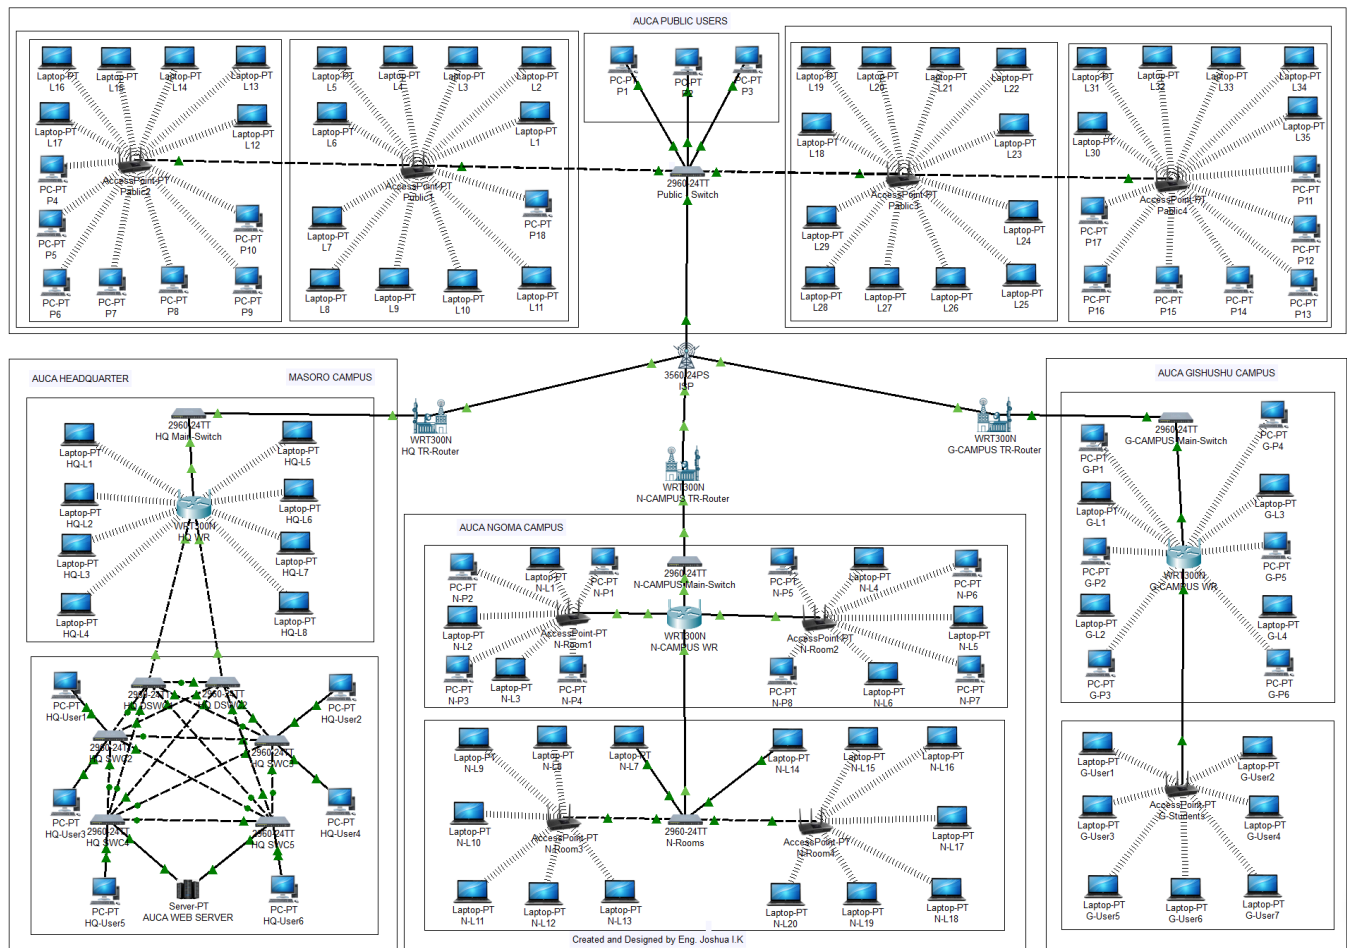 AUCA PUBLIC USERS
Laptop-PT
L16
Laptop-PT
L15
Laptop-PT
L14
Laptop-PT
L13
Laptop-PT
L17
Laptop-PT
L12
PC-PT
P4
AccessPoint-PT
Public2
PC-PT
P5
PC-PT
P10
PC-PT
P6
PC-PT
P7
PC-PT
P8
PC-PT
P9
Laptop-PT
L5
Laptop-PT
L4
Laptop-PT
L3
Laptop-PT
L2
Laptop-PT
L6
Laptop-PT
L1
AccessPoint-PT
Public1
Laptop-PT
L7
PC-PT
P18
Laptop-PT
L8
Laptop-PT
L9
Laptop-PT
L10
Laptop-PT
L11
PC-PT
P1
PC-PT
P2
PC-PT
P3
2960-24TT
Public Switch
Laptop-PT
L19
Laptop-PT
L20
Laptop-PT
L21
Laptop-PT
L22
Laptop-PT
L18
Laptop-PT
L23
AccessPoint-PT
Public3
Laptop-PT
L29
Laptop-PT
L24
Laptop-PT
L28
Laptop-PT
L27
Laptop-PT
L26
Laptop-PT
L25
Laptop-PT
L31
Laptop-PT
L32
Laptop-PT
L33
Laptop-PT
L34
Laptop-PT
L30
Laptop-PT
L35
AccessPoint-PT
Public4
PC-PT
P11
PC-PT
P17
PC-PT
P12
PC-PT
P16
PC-PT
P15
PC-PT
P14
PC-PT
P13
3560-24PS
ISP
WRT300N
HQ TR-Router
WRT300N
N-CAMPUS TR-Router
WRT300N
G-CAMPUS TR-Router
AUCA HEADQUARTER
MASORO CAMPUS
2960-24TT
HQ Main-Switch
Laptop-PT
HQ-L1
Laptop-PT
HQ-L5
Laptop-PT
HQ-L2
Laptop-PT
HQ-L6
WRT300N
HQ WR
Laptop-PT
HQ-L3
Laptop-PT
HQ-L7
Laptop-PT
HQ-L4
Laptop-PT
HQ-L8
PC-PT
HQ-User1
2960-24TT
HQ DSWC1
2960-24TT
HQ DSWC2
PC-PT
HQ-User2
2960-24TT
HQ SWC2
2960-24TT
HQ SWC3
PC-PT
HQ-User3
PC-PT
HQ-User4
2960-24TT
HQ SWC4
2960-24TT
HQ SWC5
PC-PT
HQ-User5
Server-PT
AUCA WEB SERVER
PC-PT
HQ-User6
AUCA NGOMA CAMPUS
2960-24TT
N-CAMPUS Main-Switch
PC-PT
N-P2
Laptop-PT
N-L1
PC-PT
N-P1
PC-PT
N-P5
Laptop-PT
N-L4
PC-PT
N-P6
Laptop-PT
N-L2
AccessPoint-PT
N-Room1
WRT300N
N-CAMPUS WR
AccessPoint-PT
N-Room2
Laptop-PT
N-L5
PC-PT
N-P3
Laptop-PT
N-L3
PC-PT
N-P4
PC-PT
N-P8
Laptop-PT
N-L6
PC-PT
N-P7
Laptop-PT
N-L9
Laptop-PT
N-L8
Laptop-PT
N-L7
Laptop-PT
N-L14
Laptop-PT
N-L15
Laptop-PT
N-L16
Laptop-PT
N-L10
AccessPoint-PT
N-Room3
2960-24TT
N-Rooms
AccessPoint-PT
N-Room4
Laptop-PT
N-L17
Laptop-PT
N-L11
Laptop-PT
N-L12
Laptop-PT
N-L13
Laptop-PT
N-L20
Laptop-PT
N-L19
Laptop-PT
N-L18
Created and Designed by Eng. Joshua I.K
AUCA GISHUSHU CAMPUS
2960-24TT
G-CAMPUS Main-Switch
PC-PT
G-P1
PC-PT
G-P4
Laptop-PT
G-L1
Laptop-PT
G-L3
PC-PT
G-P2
WRT300N
G-CAMPUS WR
PC-PT
G-P5
Laptop-PT
G-L2
Laptop-PT
G-L4
PC-PT
G-P3
PC-PT
G-P6
Laptop-PT
G-User1
Laptop-PT
G-User2
AccessPoint-PT
G-Students
Laptop-PT
G-User3
Laptop-PT
G-User4
Laptop-PT
G-User5
Laptop-PT
G-User6
Laptop-PT
G-User7